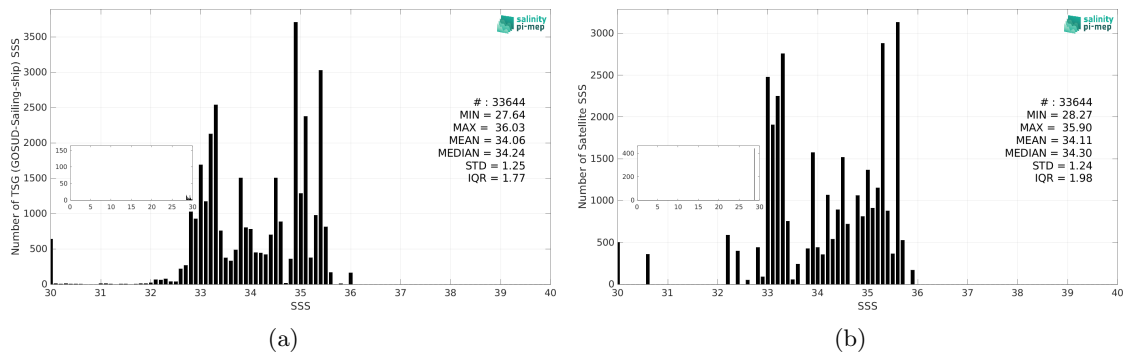 salinity
pi-mep
Number of TSG (GOSUD-Sailing-ship) SSS
3500
3000
2500
2000
1500
1000
500
0
# : 33644
MIN = 27.64
MAX = 36.03
MEAN = 34.06
MEDIAN = 34.24
STD = 1.25
IQR = 1.77
150
100
50
0
0 5 10 15 20 25 30
30 31 32 33 34 35 36 37 38 39 40
SSS
(a)
salinity
pi-mep
Number of Satellite SSS
3000
2500
2000
1500
1000
500
0
# : 33644
MIN = 28.27
MAX = 35.90
MEAN = 34.11
MEDIAN = 34.30
STD = 1.24
IQR = 1.98
400
200
0
0 5 10 15 20 25 30
30 31 32 33 34 35 36 37 38 39 40
SSS
(b)